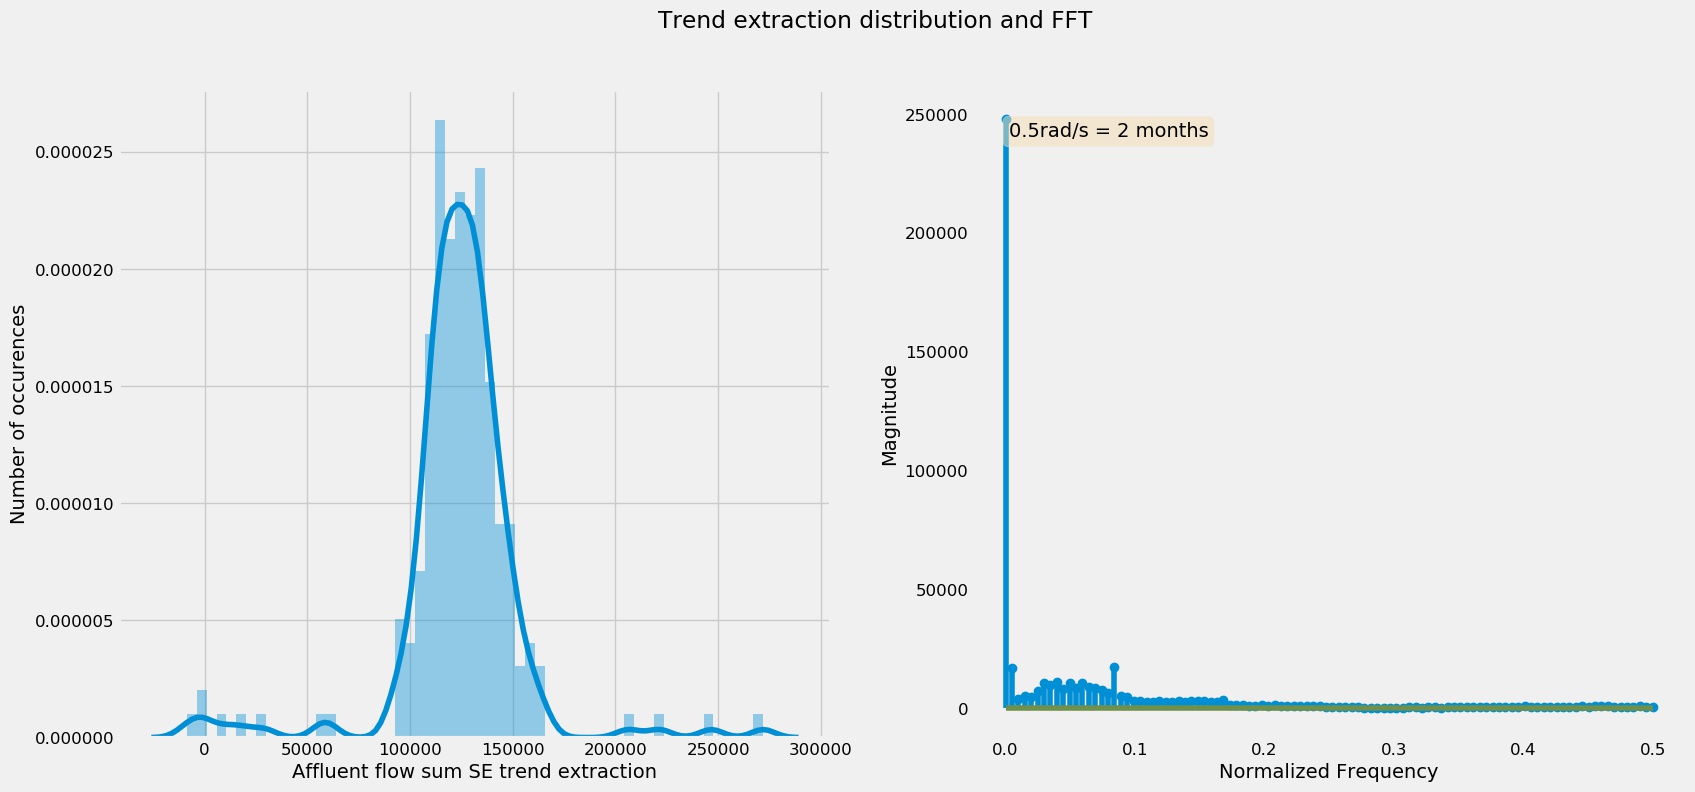 Trend extraction distribution and FFT
Number of occurences
0.000025
0.000020
0.000015
0.000010
0.000005
0.000000
0 50000 100000 150000 200000 250000 300000
Affluent flow sum SE trend extraction
Magnitude
250000
200000
150000
100000
50000
0
0.5rad/s = 2 months
0.0 0.1 0.2 0.3 0.4 0.5
Normalized Frequency